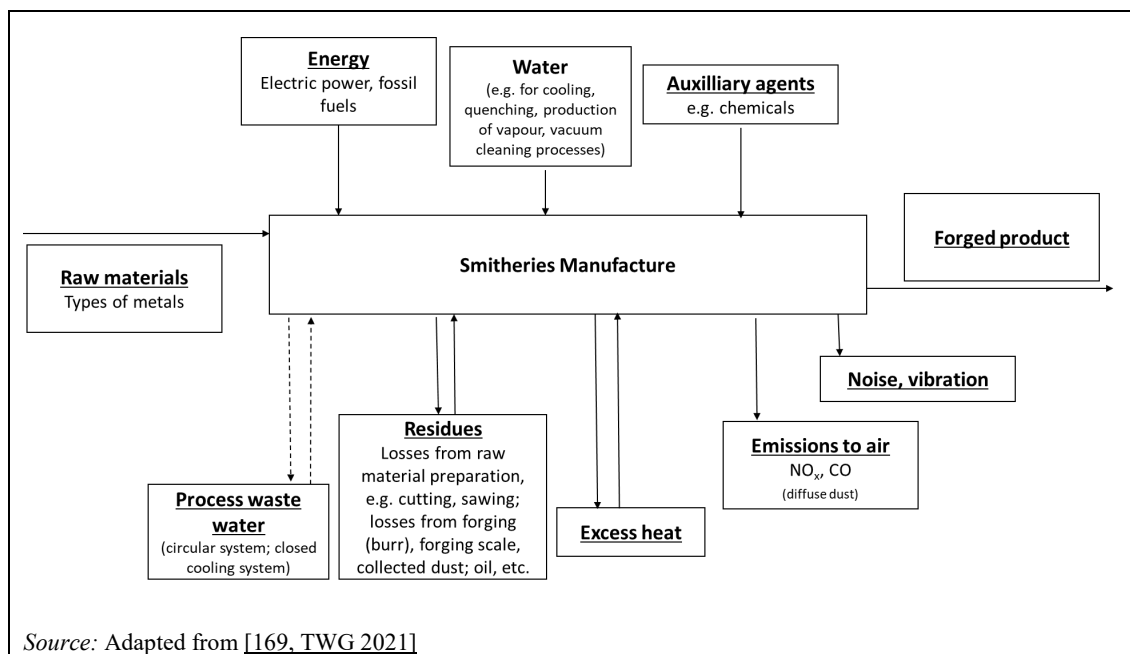 Energy
Electric power, fossil
fuels
Water
(e.g. for cooling,
quenching, production
of vapour, vacuum
cleaning processes)
Auxilliary agents
e.g. chemicals
Raw materials
Types of metals
Smitheries Manufacture
Forged product
Noise, vibration
Emissions to air
NOₓ, CO
(diffuse dust)
Excess heat
Residues
Losses from raw
material preparation,
e.g. cutting, sawing;
losses from forging
(burr), forging scale,
collected dust; oil, etc.
Process waste
water
(circular system; closed
cooling system)
Source: Adapted from [169, TWG 2021]